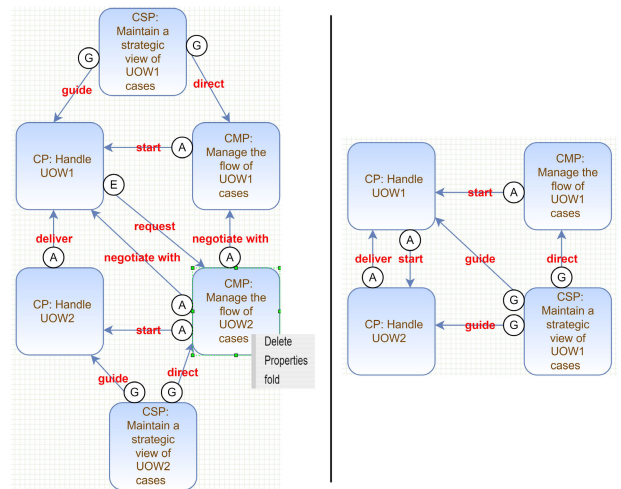 CSP:
Maintain a
strategic
view of
UOW1
cases
G
G
guide
direct
CP: Handle
UOW1
start
A
CMP:
Manage the
flow of
UOW1
cases
E
request
deliver
negotiate with
negotiate with
A
A
CP: Handle
UOW2
A
start
A
CMP:
Manage the
flow of
UOW2
cases
Delete
Properties
fold
guide
direct
G
G
CSP:
Maintain a
strategic
view of
UOW2
cases
CP: Handle
UOW1
start
A
CMP:
Manage the
flow of
UOW1
cases
A
deliver
start
guide
direct
A
G
G
CP: Handle
UOW2
guide
G
CSP:
Maintain a
strategic
view of
UOW1
cases